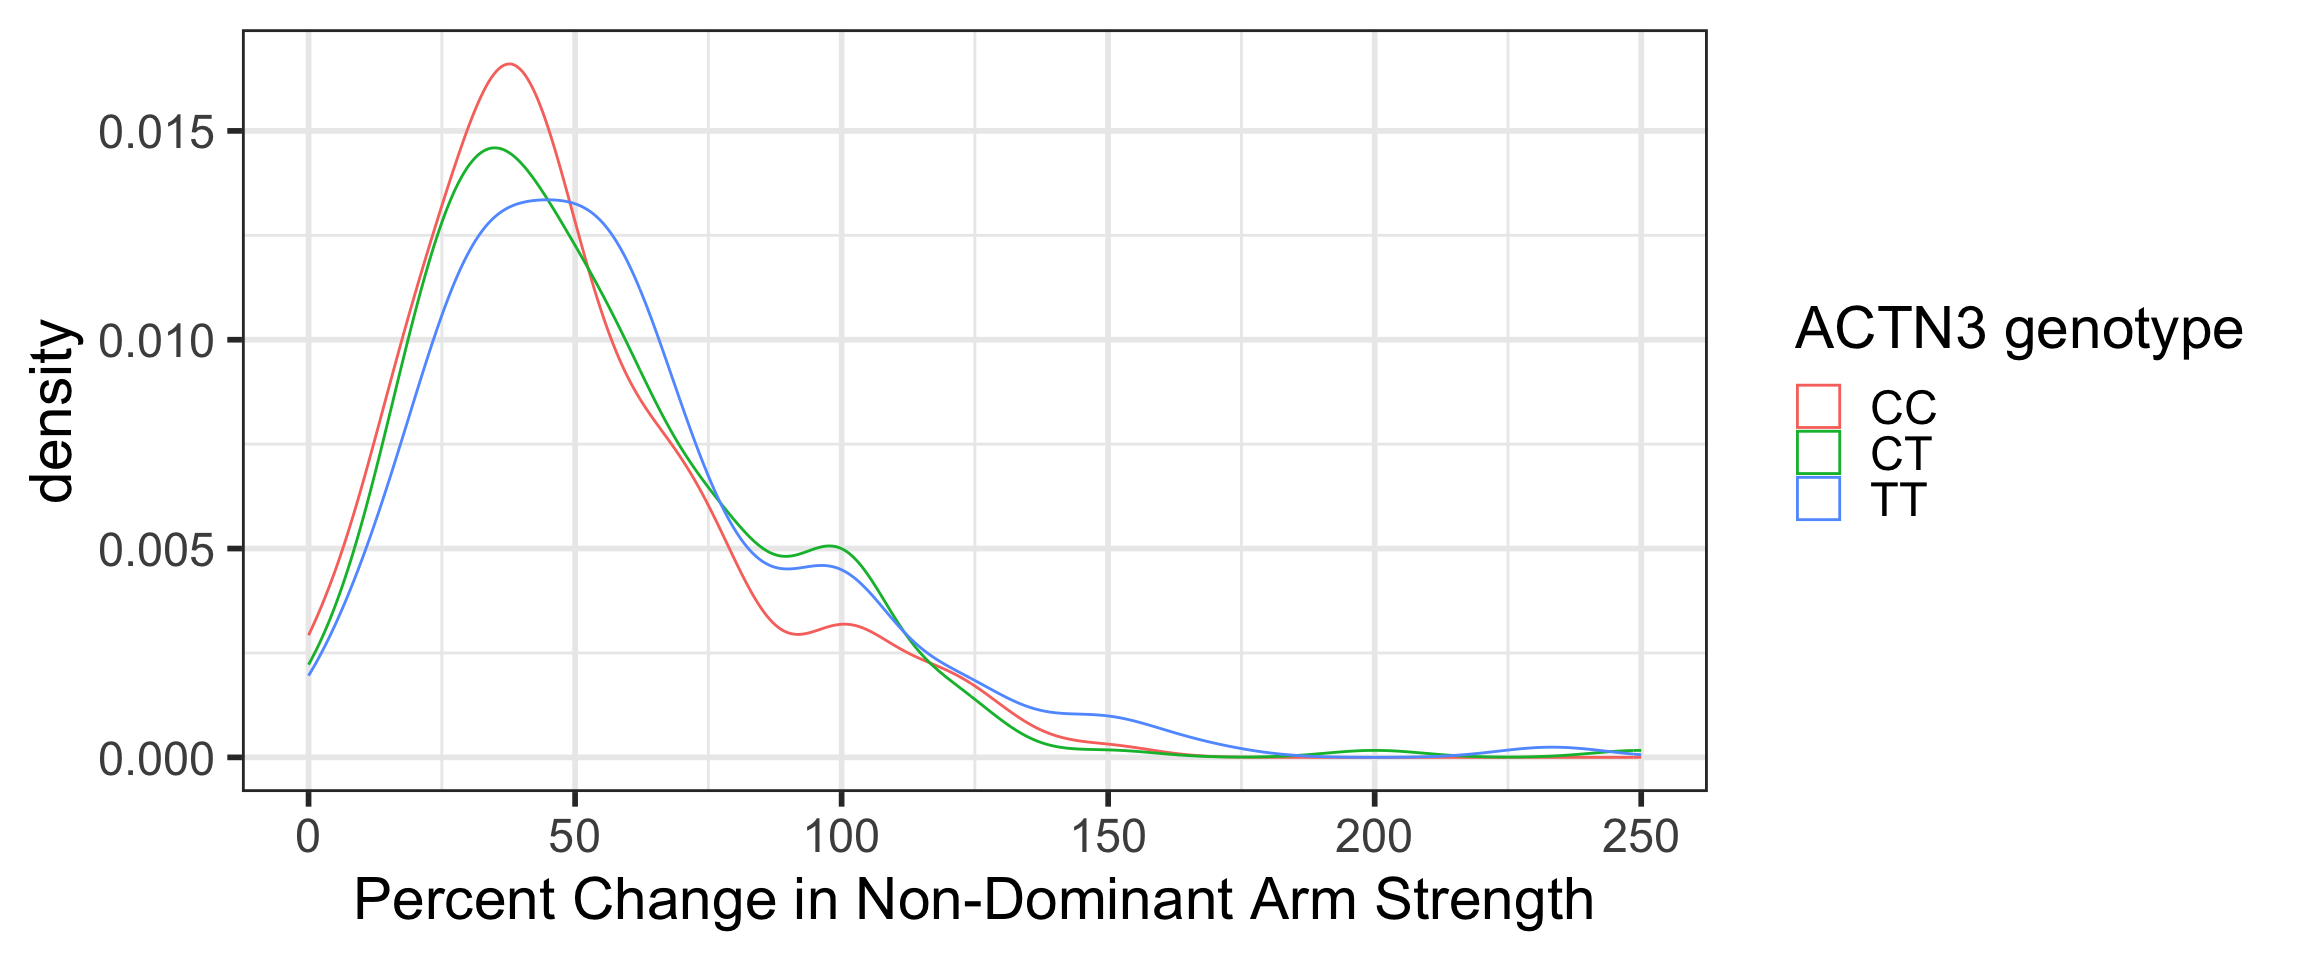 density
0.015
0.010
0.005
0.000
0 50 100 150 200 250
Percent Change in Non-Dominant Arm Strength
ACTN3 genotype
CC
CT
TT